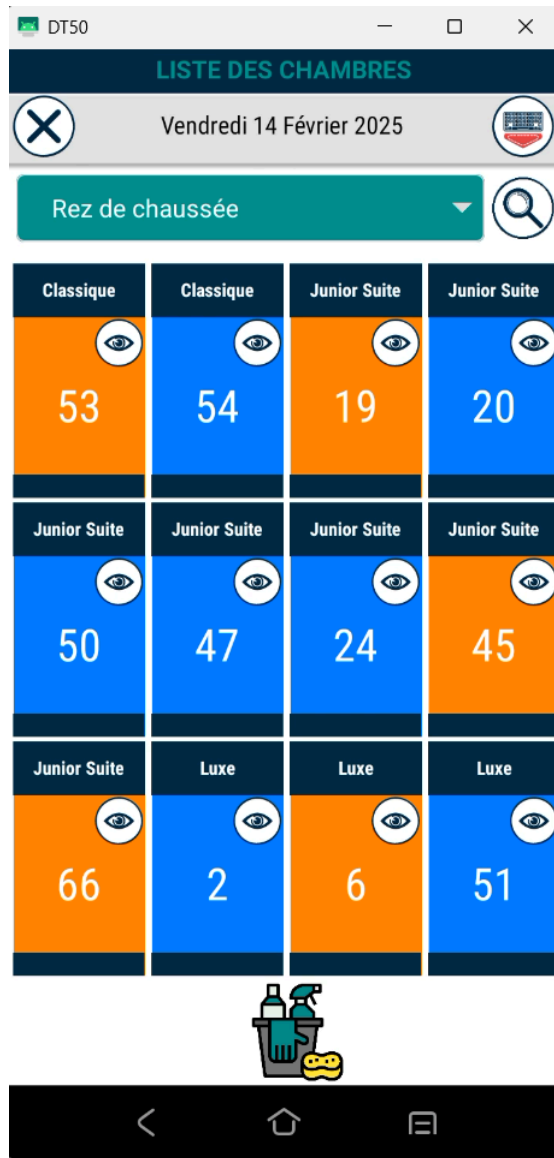 DT50
LISTE DES CHAMBRES
Vendredi 14 Février 2025
Rez de chaussée
Classique Classique Junior Suite Junior Suite
53 54 19 20
Junior Suite Junior Suite Junior Suite Junior Suite
50 47 24 45
Junior Suite Luxe Luxe Luxe
66 2 6 51